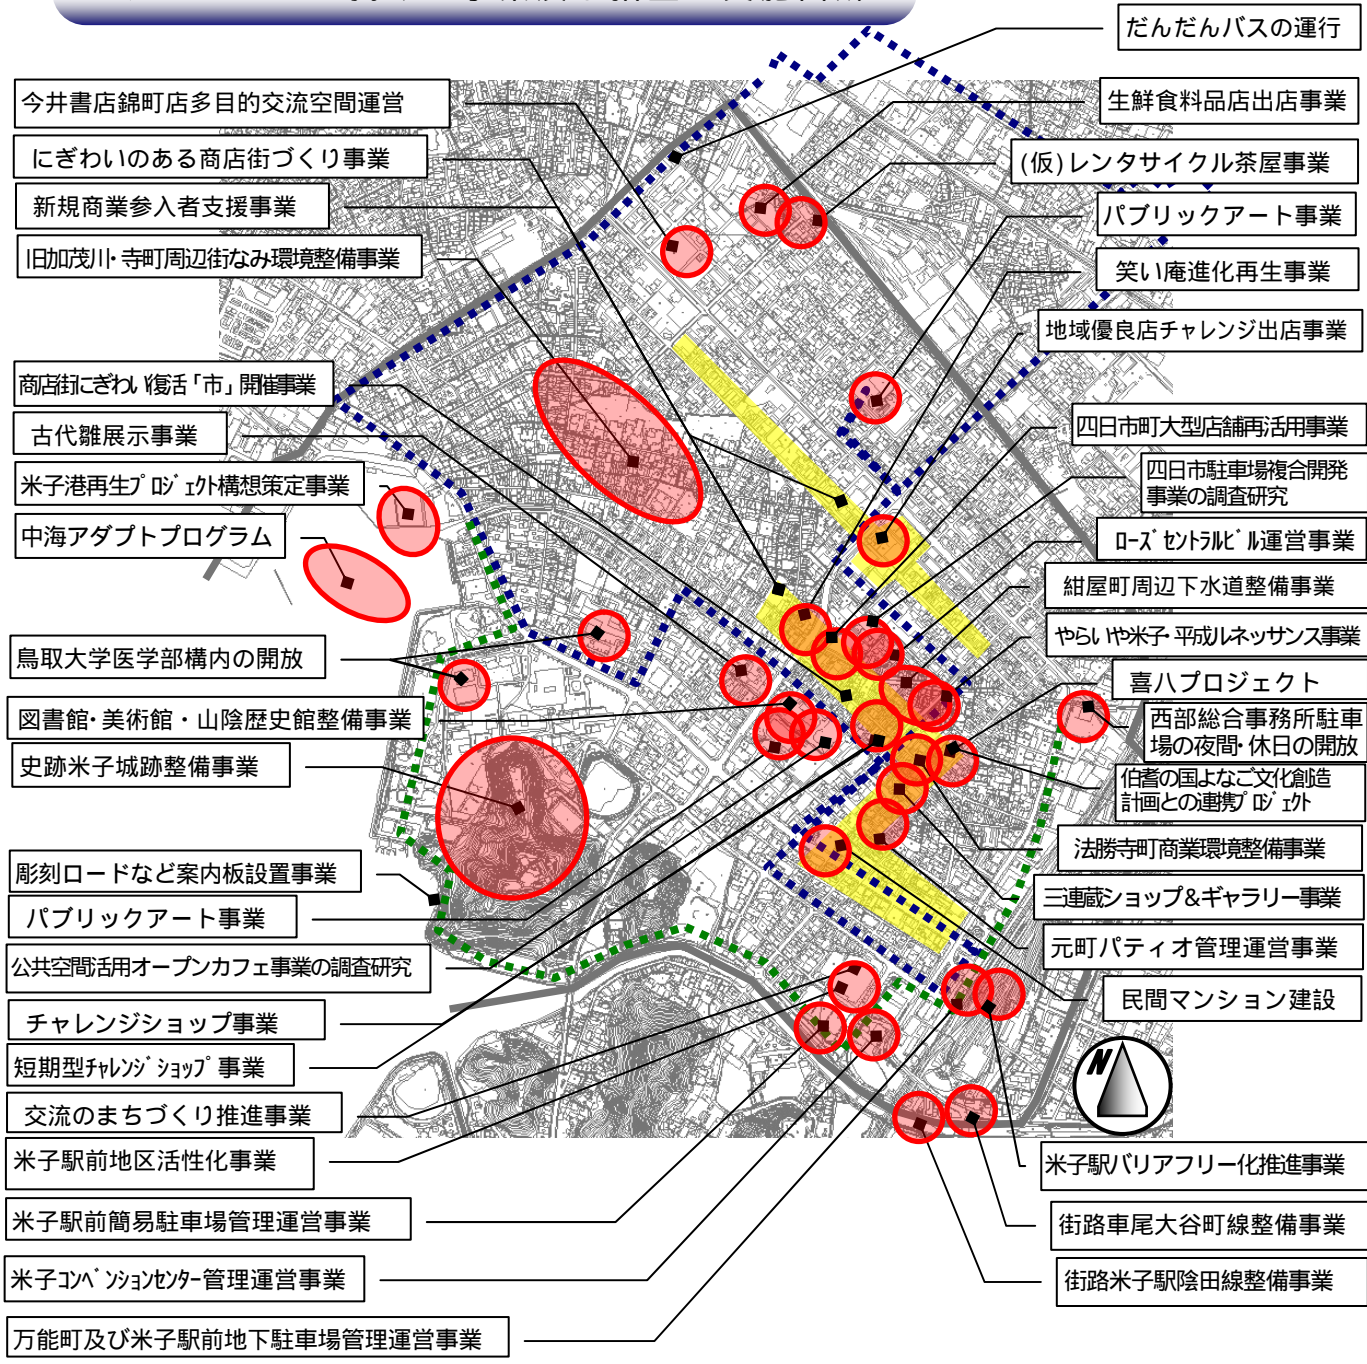 だんだんバスの運行
今井書店錦町店多目的交流空間運営
生鮮食料品店出店事業
にぎわいのある商店街づくり事業
(仮)レンタサイクル茶屋事業
新規商業参入者支援事業
パブリックアート事業
旧加茂川・寺町周辺街なみ環境整備事業
笑い庵進化再生事業
地域優良店チャレンジ出店事業
商店街にぎわい復活「市」開催事業
古代雛展示事業
四日市町大型店舗再活用事業
米子港再生プロジェクト構想策定事業
四日市駐車場複合開発
事業の調査研究
中海アダプトプログラム
ローズセントラルビル運営事業
紺屋町周辺下水道整備事業
やらいや米子・平成ルネッサンス事業
鳥取大学医学部構内の開放
喜八プロジェクト
図書館・美術館・山陰歴史館整備事業
西部総合事務所駐車
場の夜間・休日の開放
史跡米子城跡整備事業
伯耆の国よなご文化創造
計画との連携プロジェクト
法勝寺町商業環境整備事業
彫刻ロードなど案内板設置事業
三連蔵ショップ&ギャラリー事業
パブリックアート事業
元町パティオ管理運営事業
公共空間活用オープンカフェ事業の調査研究
民間マンション建設
チャレンジショップ事業
短期型チャレンジショップ事業
N
交流のまちづくり推進事業
米子駅前地区活性化事業
米子駅バリアフリー化推進事業
米子駅前簡易駐車場管理運営事業
街路車尾大谷町線整備事業
米子コンベンションセンター管理運営事業
街路米子駅陰田線整備事業
万能町及び米子駅前地下駐車場管理運営事業